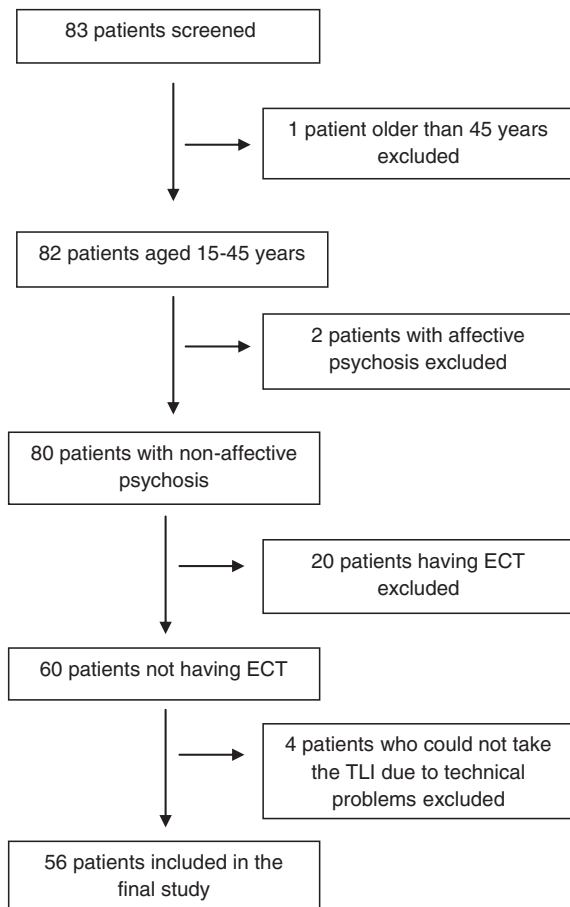 83 patients screened
1 patient older than 45 years
excluded
82 patients aged 15-45 years
2 patients with affective
psychosis excluded
80 patients with non-affective
psychosis
20 patients having ECT
excluded
60 patients not having ECT
4 patients who could not take
the TLI due to technical
problems excluded
56 patients included in the
final study